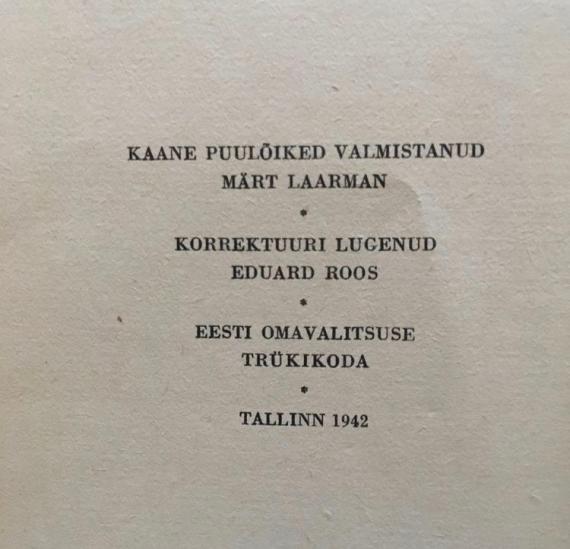 KAANE PUULÕIKED VALMISTANUD
MÄRT LAARMAN
*
KORREKTUURI LUGENUD
EDUARD ROOS
*
EESTI OMAVALITSUSE
TRÜKIKODA
*
TALLINN 1942